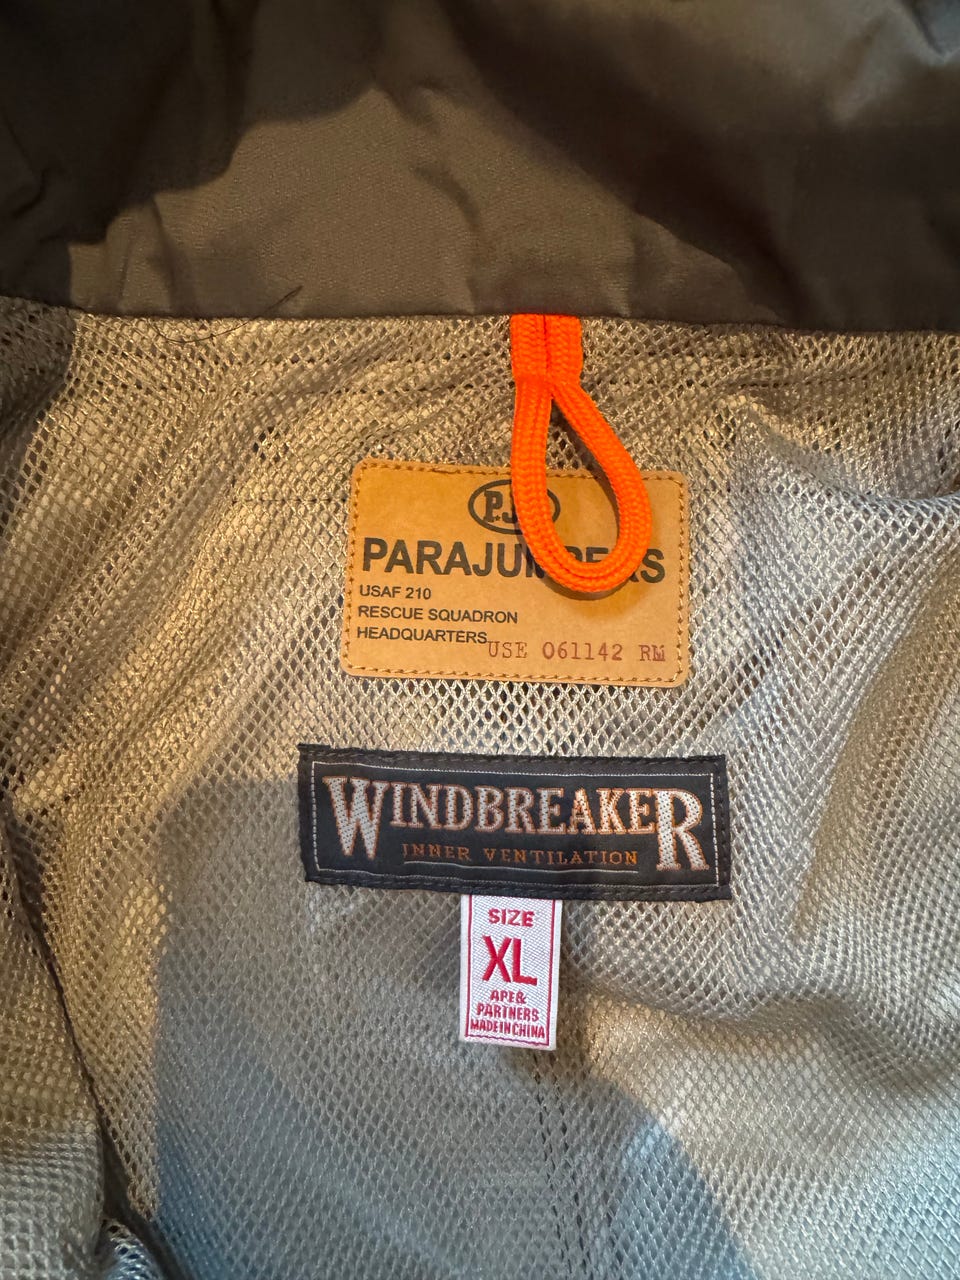 PARAJUMPERS
USAF 210
RESCUE SQUADRON
HEADQUARTERS
USE 061142 RM
WINDBREAKER
INNER VENTILATION
SIZE
XL
APE&
PARTNERS
MADE IN CHINA